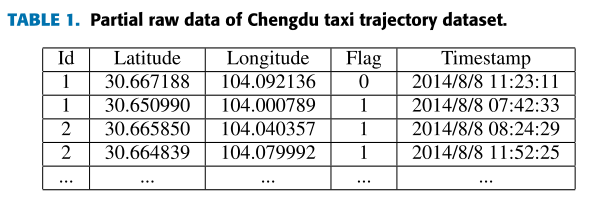 TABLE 1. Partial raw data of Chengdu taxi trajectory dataset.
Id Latitude Longitude Flag Timestamp
1 30.667188 104.092136 0 2014/8/8 11:23:11
1 30.650990 104.000789 1 2014/8/8 07:42:33
2 30.665850 104.040357 1 2014/8/8 08:24:29
2 30.664839 104.079992 1 2014/8/8 11:52:25
... ... ... ... ...